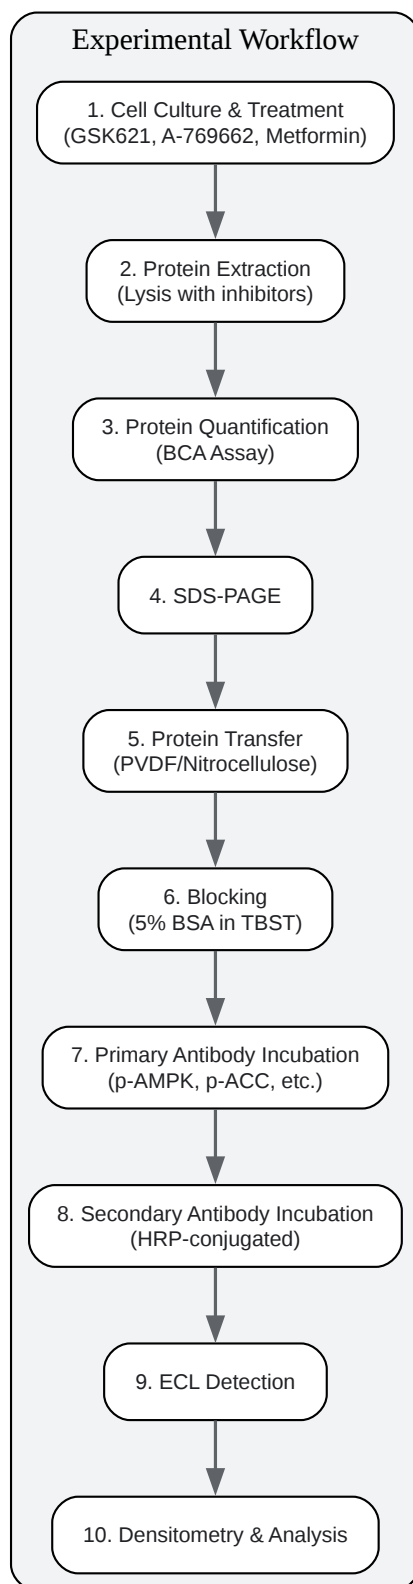 Experimental Workflow
1. Cell Culture & Treatment
(GSK621, A-769662, Metformin)
2. Protein Extraction
(Lysis with inhibitors)
3. Protein Quantification
(BCA Assay)
4. SDS-PAGE
5. Protein Transfer
(PVDF/Nitrocellulose)
6. Blocking
(5% BSA in TBST)
7. Primary Antibody Incubation
(p-AMPK, p-ACC, etc.)
8. Secondary Antibody Incubation
(HRP-conjugated)
9. ECL Detection
10. Densitometry & Analysis